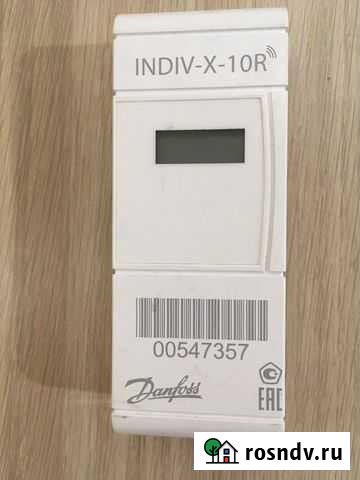 INDIV-X-10R
00547357
Danfoss
EAC
rosndv.ru